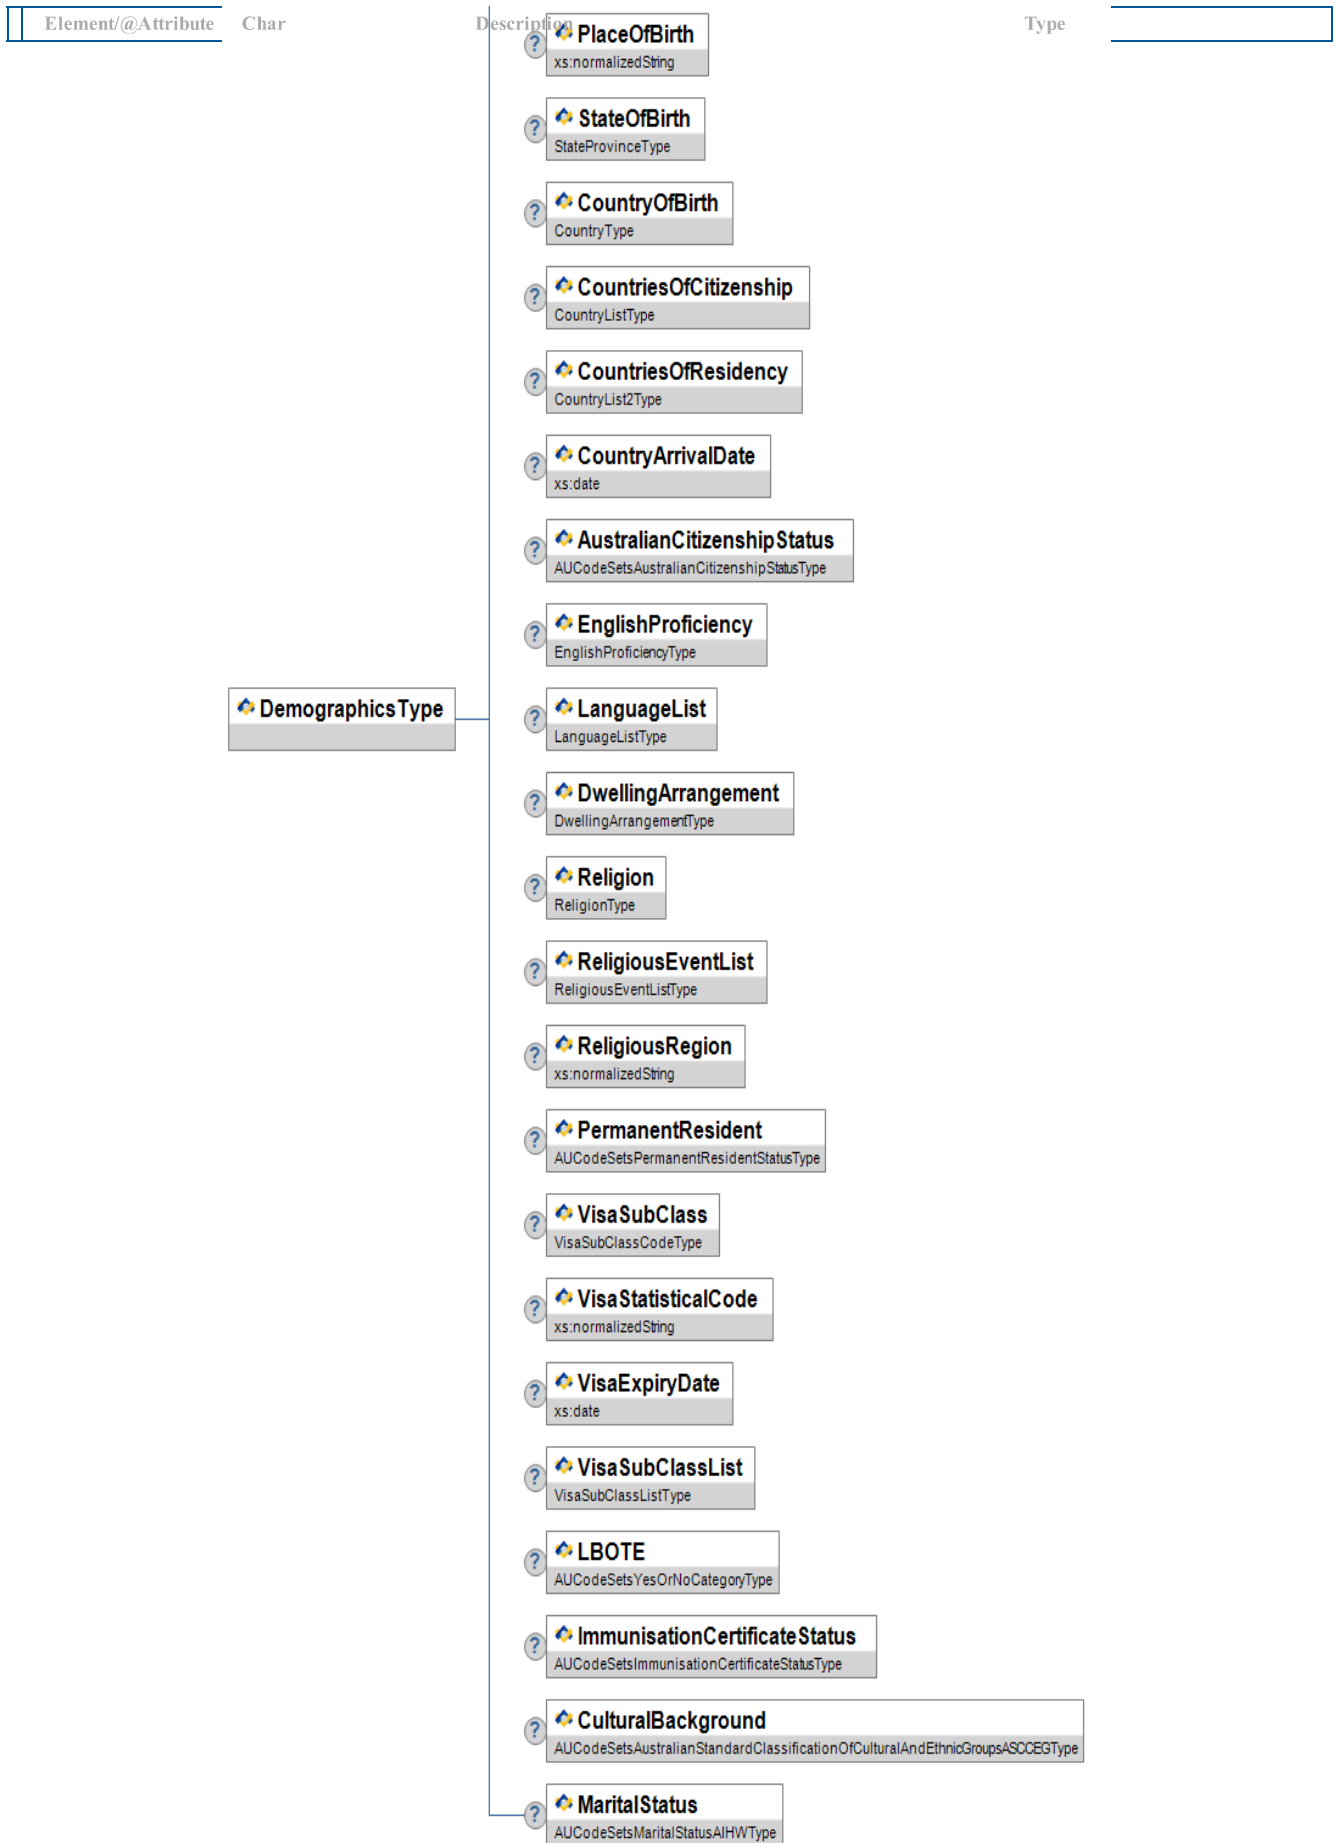 Element/@Attribute Char Description Type
? PlaceOfBirth
xs:normalizedString
? StateOfBirth
StateProvinceType
? CountryOfBirth
CountryType
? CountriesOfCitizenship
CountryListType
? CountriesOfResidency
CountryList2Type
? CountryArrivalDate
xs:date
? AustralianCitizenshipStatus
AUCodeSetsAustralianCitizenshipStatusType
? EnglishProficiency
EnglishProficiencyType
DemographicsType
? LanguageList
LanguageListType
? DwellingArrangement
DwellingArrangementType
? Religion
ReligionType
? ReligiousEventList
ReligiousEventListType
? ReligiousRegion
xs:normalizedString
? PermanentResident
AUCodeSetsPermanentResidentStatusType
? VisaSubClass
VisaSubClassCodeType
? VisaStatisticalCode
xs:normalizedString
? VisaExpiryDate
xs:date
? VisaSubClassList
VisaSubClassListType
? LBOTE
AUCodeSetsYesOrNoCategoryType
? ImmunisationCertificateStatus
AUCodeSetsImmunisationCertificateStatusType
? CulturalBackground
AUCodeSetsAustralianStandardClassificationOfCulturalAndEthnicGroupsASCCEGType
? MaritalStatus
AUCodeSetsMaritalStatusAIHWType